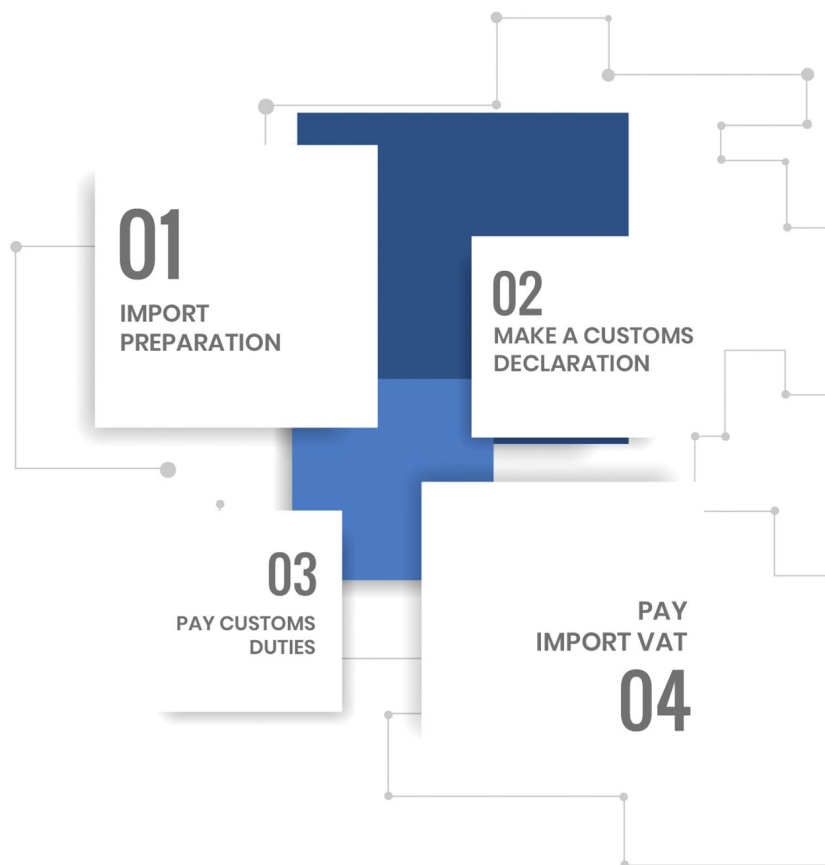 01
IMPORT
PREPARATION
02
MAKE A CUSTOMS
DECLARATION
03
PAY CUSTOMS
DUTIES
PAY
IMPORT VAT
04